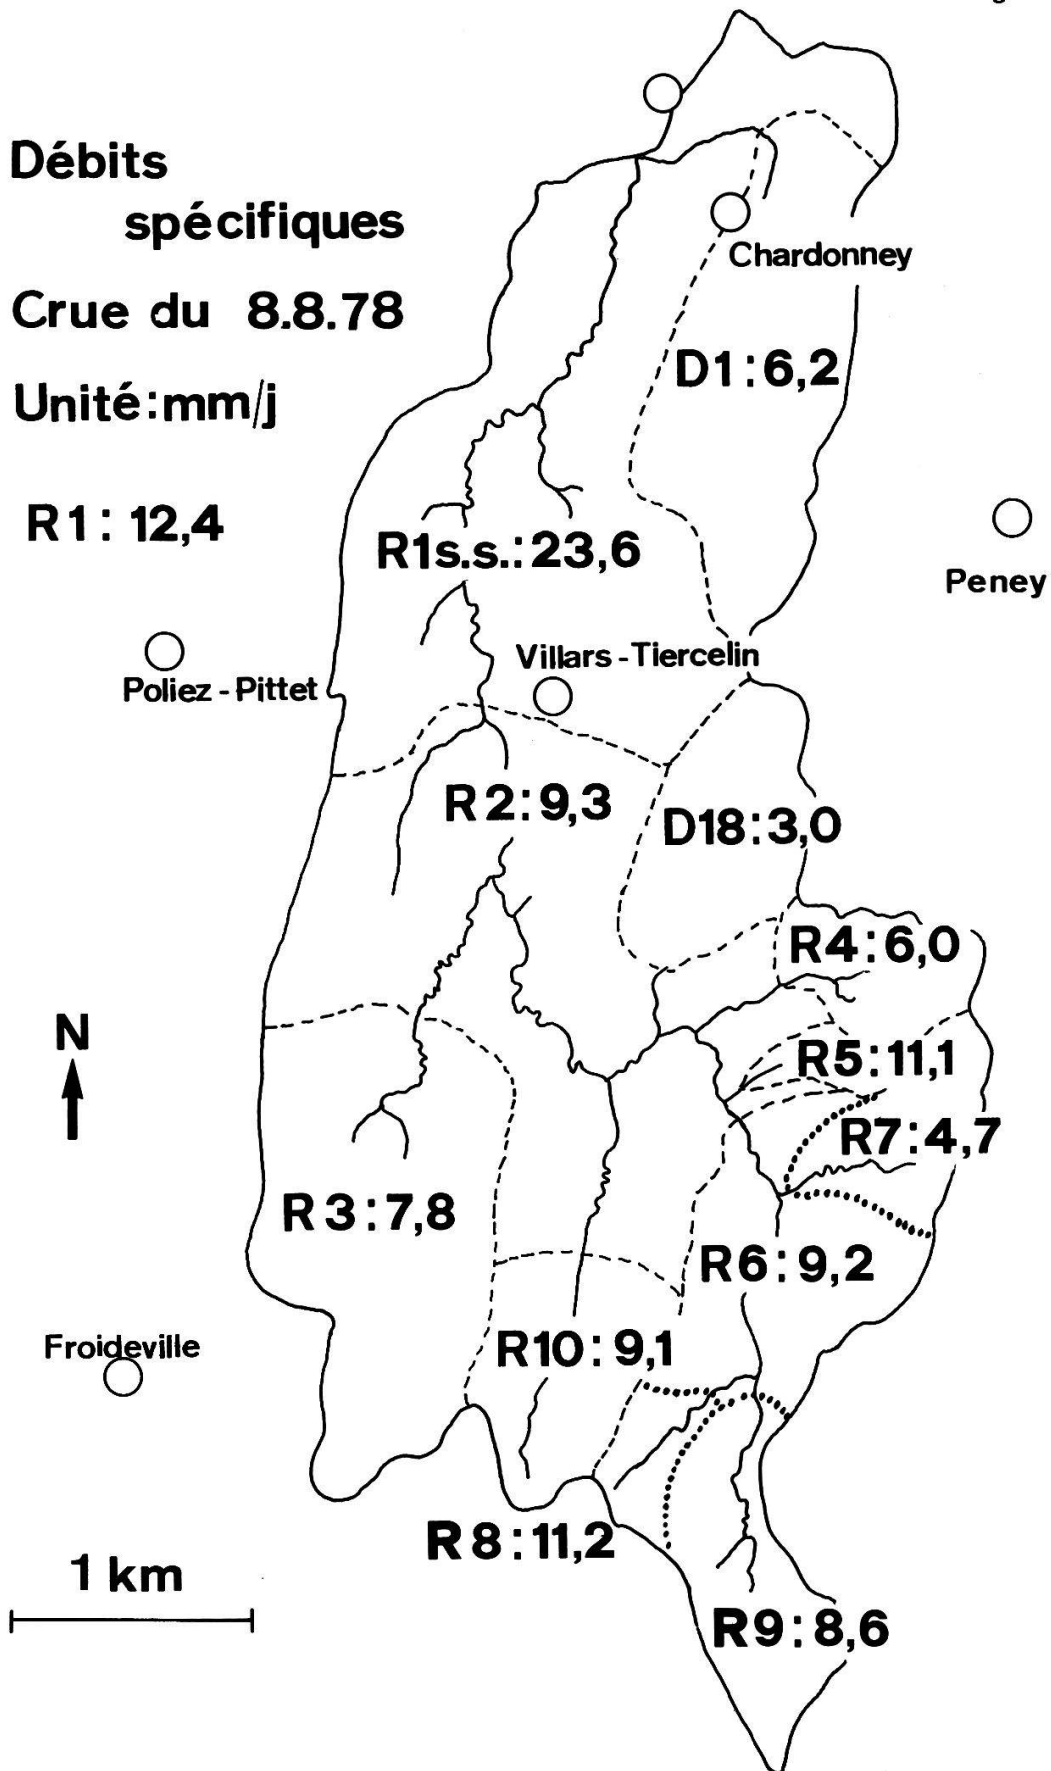 Débits
spécifiques
Crue du 8.8.78
Unité:mm/j
R1: 12,4
Chardonney
D1:6,2
R1s.s.:23,6
Peney
Villars-Tiercelin
Poliez-Pittet
R2:9,3
D18:3,0
R4:6,0
N
R5:11,1
R7:4,7
R3:7,8
R6:9,2
Froideville
R10:9,1
R8:11,2
1 km
R9:8,6